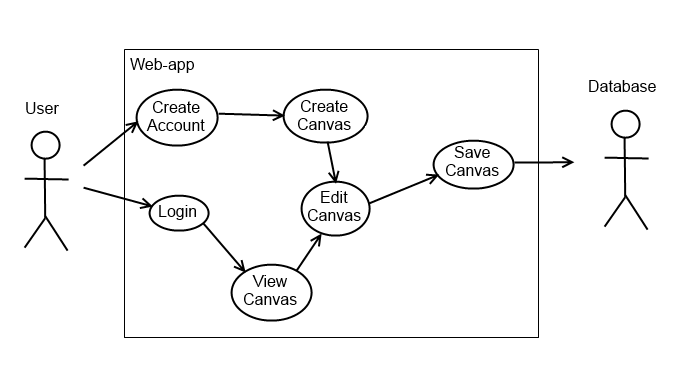 Web-app
User
Database
Create
Account
Create
Canvas
Save
Canvas
Login
Edit
Canvas
View
Canvas